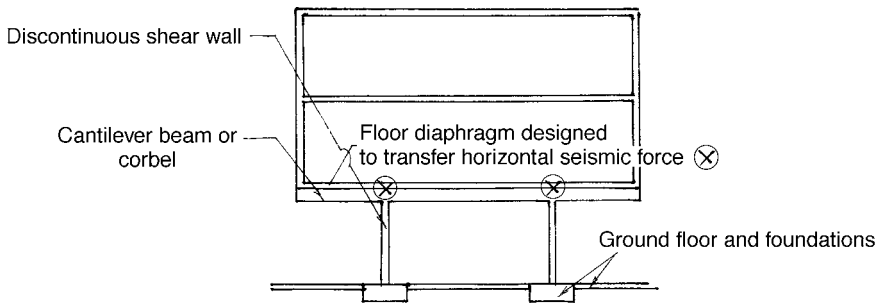 Discontinuous shear wall
Cantilever beam or
corbel
Floor diaphragm designed
to transfer horizontal seismic force
Ground floor and foundations